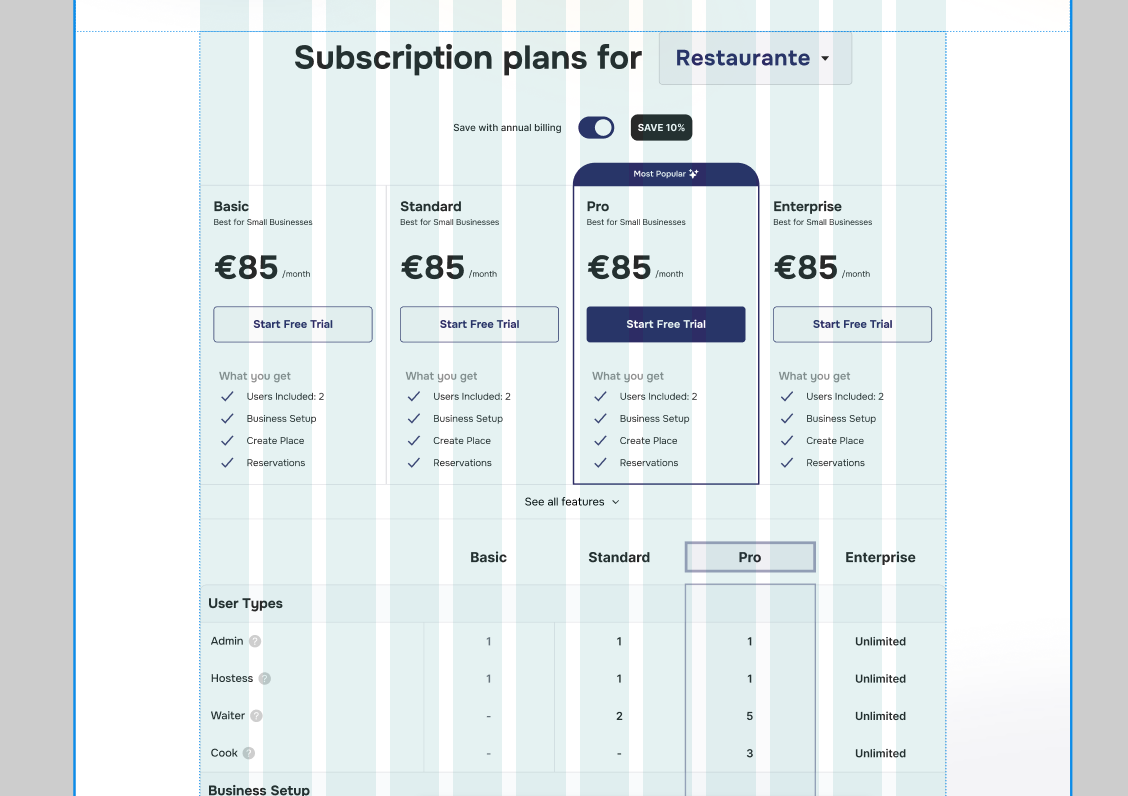 Subscription plans for Restaurante
Save with annual billing SAVE 10%
Most Popular
Basic Standard Pro Enterprise
Best for Small Businesses Best for Small Businesses Best for Small Businesses Best for Small Businesses
€85 /month €85 /month €85 /month €85 /month
Start Free Trial Start Free Trial Start Free Trial Start Free Trial
What you get What you get What you get What you get
Users Included: 2 Users Included: 2 Users Included: 2 Users Included: 2
Business Setup Business Setup Business Setup Business Setup
Create Place Create Place Create Place Create Place
Reservations Reservations Reservations Reservations
See all features
Basic Standard Pro Enterprise
User Types
Admin ? 1 1 1 Unlimited
Hostess ? 1 1 1 Unlimited
Waiter ? - 2 5 Unlimited
Cook ? - - 3 Unlimited
Business Setup